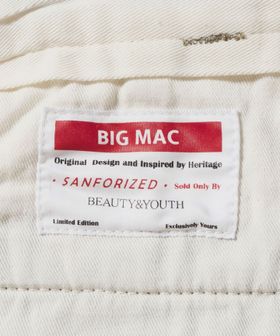 BIG MAC
Original Design and Inspired by Heritage
• SANFORIZED • Sold Only By
BEAUTY&YOUTH
Limited Edition Exclusively Yours